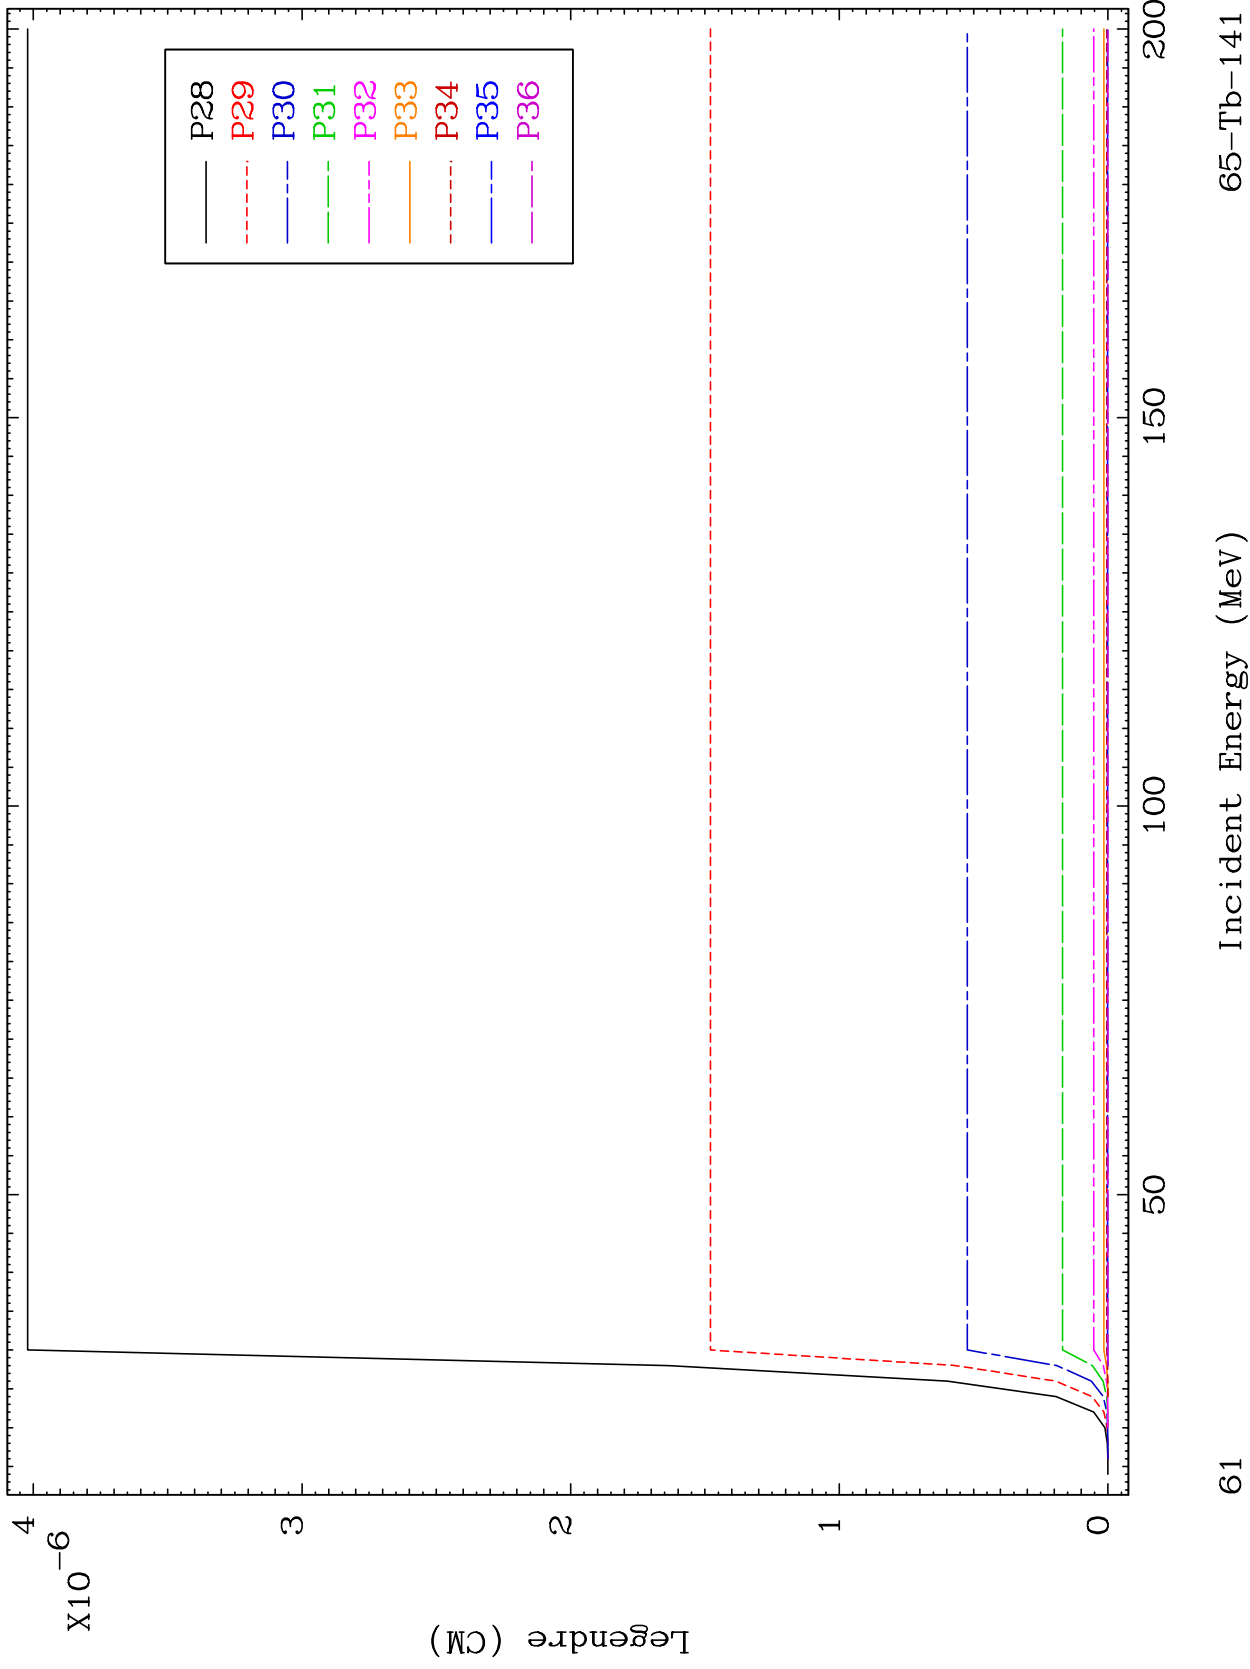 4
3
2
1
0
X10
-6
Legendre (CM)
P28
P29
P30
P31
P32
P33
P34
P35
P36
50
100
150
200
Incident Energy (MeV)
61
65-Tb-141